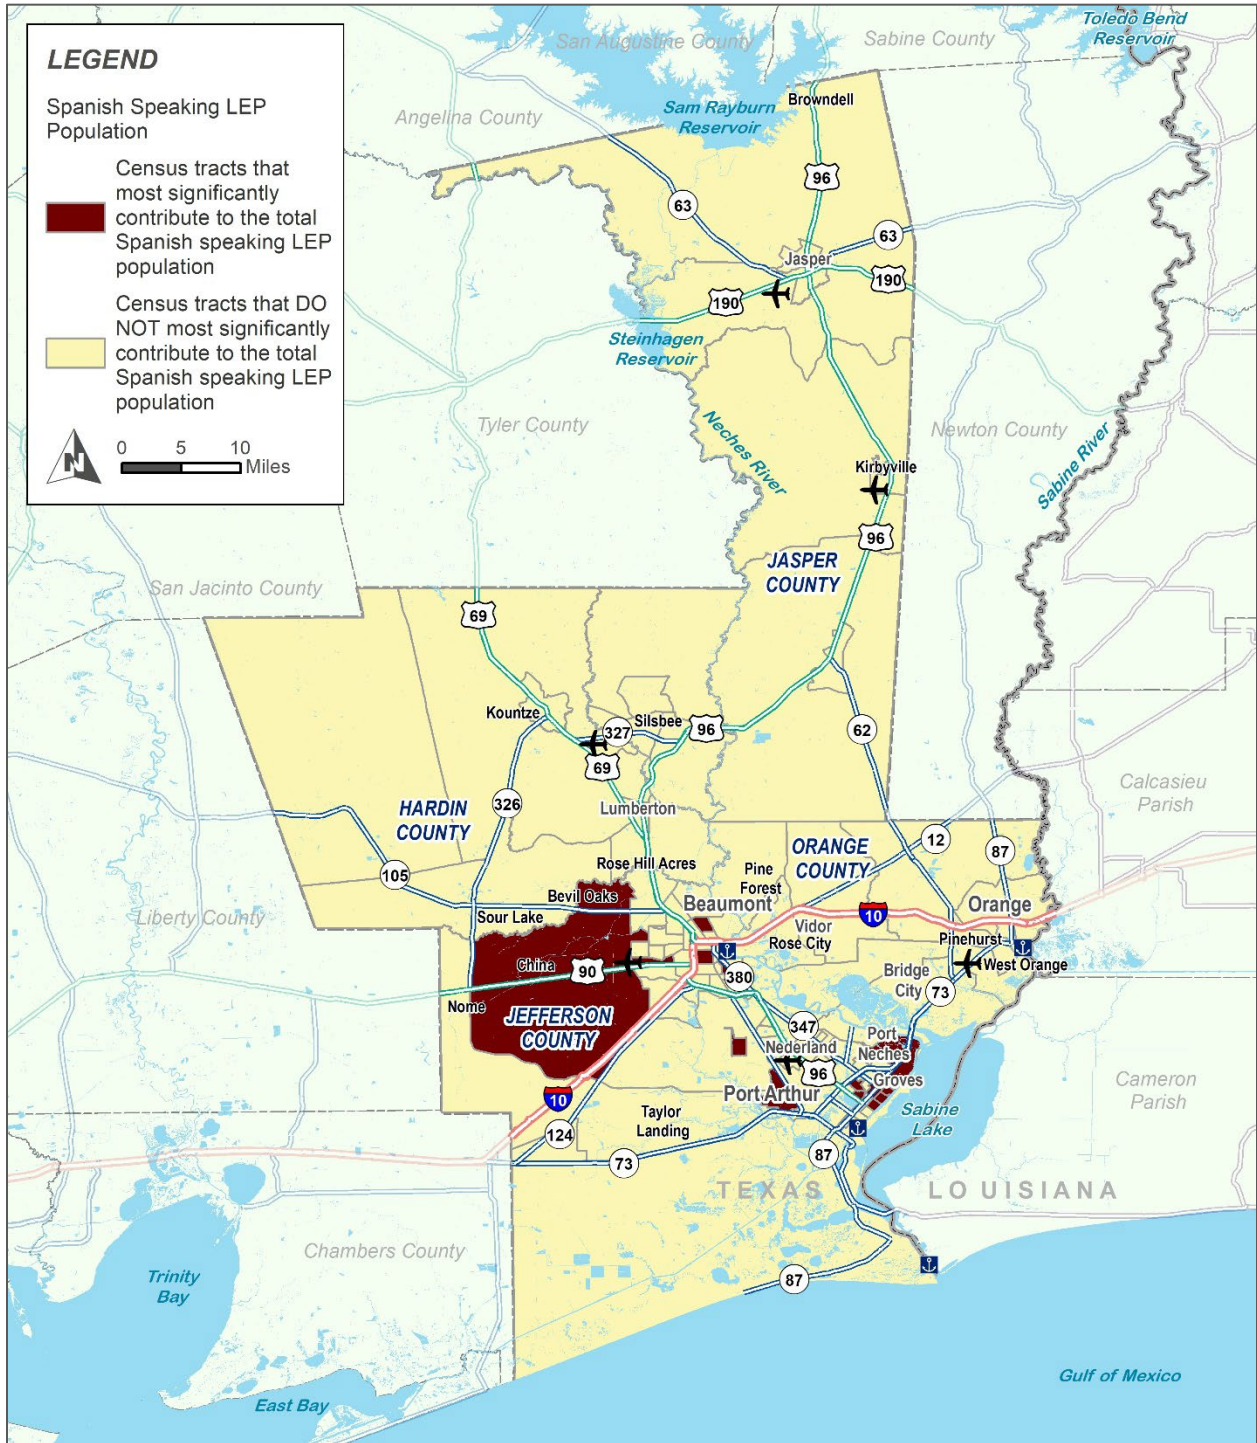 LEGEND
Spanish Speaking LEP
Population
Census tracts that
most significantly
contribute to the total
Spanish speaking LEP
population
Census tracts that DO
NOT most significantly
contribute to the total
Spanish speaking LEP
population
N
0 5 10
Miles
Toledo Bend
Reservoir
San Augustine County
Sabine County
Browndell
Sam Rayburn
Reservoir
Angelina County
96
63
63
Jasper
190
190
Steinhagen
Reservoir
Tyler County
Neches River
Newton County
Sabine River
Kirbyville
96
JASPER
COUNTY
San Jacinto County
69
Kountze
Silsbee
327
96
62
69
Calcasieu
Parish
HARDIN
COUNTY
326
Lumberton
ORANGE
COUNTY
12
87
Rose Hill Acres
Pine
Forest
105
Bevil Oaks
Beaumont
Orange
10
Liberty County
Sour Lake
Vidor
Rose City
Pinehurst
China
90
West Orange
380
Bridge
City
73
Nome
JEFFERSON
COUNTY
347
Port
Neches
Nederland
96
Groves
Port Arthur
Cameron
Parish
10
Taylor
Landing
Sabine
Lake
124
73
87
TEXAS
LOUISIANA
Chambers County
Trinity
Bay
87
Gulf of Mexico
East Bay